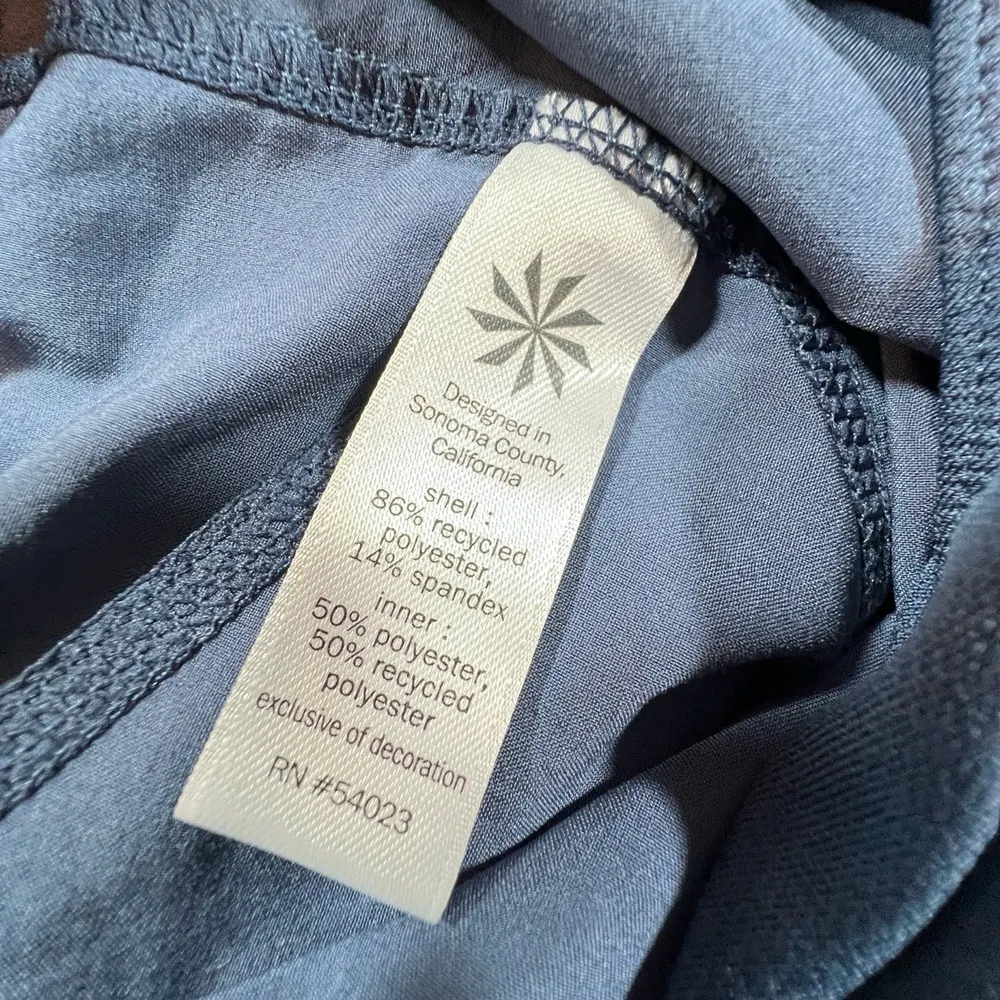 Designed in
Sonoma County,
California
shell :
86% recycled
polyester,
14% spandex
inner :
50% polyester,
50% recycled
polyester
exclusive of decoration
RN #54023